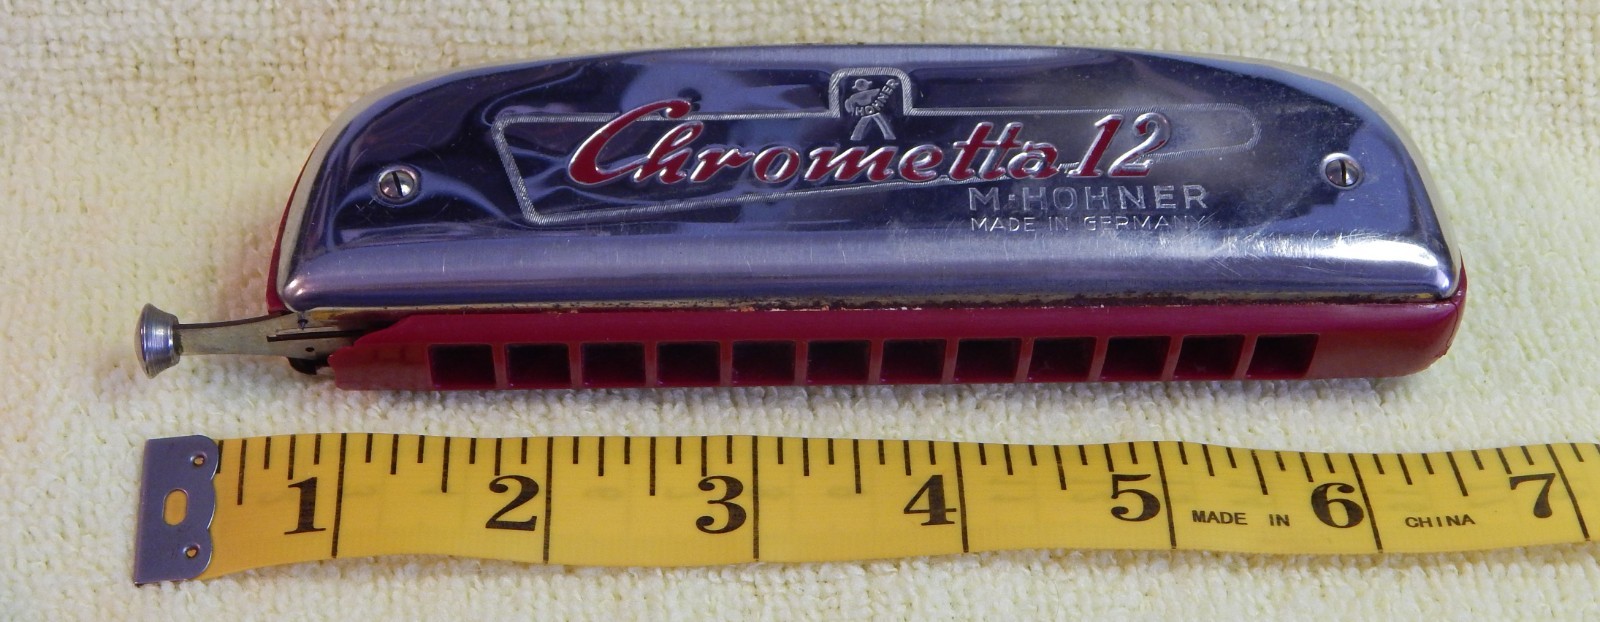 HOHNER
Chrometta 12
M. HOHNER
MADE IN GERMANY
1 2 3 4 5 MADE IN 6 CHINA 7